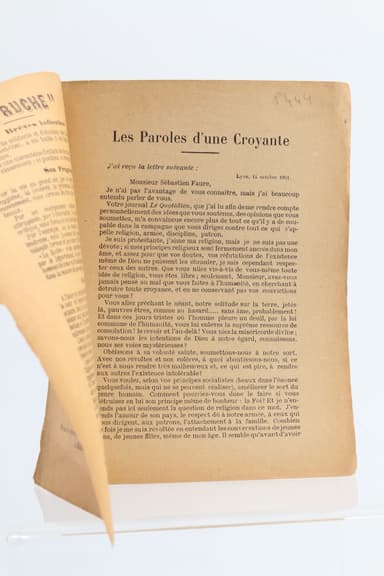 RUCHE"
5444
Les Paroles d'une Croyante
J'ai reçu la lettre suivante :
Lyon, 14 octobre 1901.
Monsieur Sébastien Faure,
Je n'ai pas l'avantage de vous connaître, mais j'ai beaucoup
entendu parler de vous.
Votre journal Le Quotidien, que j'ai lu afin de me rendre compte
personnellement des idées que vous soutenez, des opinions que vous
soumettez, m'a convaincue encore plus de tout ce qu'il y a de cou-
pable dans la campagne que vous dirigez contre tout ce qui s'ap-
pelle religion, armée, discipline, patron.
Je suis protestante, j'aime ma religion, mais je ne suis pas une
dévote ; si mes principes religieux sont fermement ancrés dans mon
âme, et assez pour que vos doutes, vos réfutations de l'existence
même de Dieu ne puissent les ébranler, je sais cependant respec-
ter ceux des autres. Que vous niez vis-à-vis de vous-même toute
idée de religion, vous êtes libre ; seulement, Monsieur, avez-vous
jamais pensé au mal que vous faites à l'humanité, en cherchant à
détruire toute croyance, et en ne conservant pas vos convictions
pour vous !
Vous allez prêchant le néant, notre solitude sur la terre, jetés
là, pauvres êtres, comme au hasard..... sans âme, probablement !
Et dans ces jours tristes où l'homme pleure un deuil, par la loi
commune de l'humanité, vous lui enlevez la suprême ressource de
consolation : le revoir et l'au-delà ! Vous niez la miséricorde divine ;
savons-nous les intentions de Dieu à notre égard, connaissons-
nous ses voies mystérieuses ?
Obéissons à sa volonté sainte, soumettons-nous à notre sort.
Avec nos révoltes et nos colères, à quoi aboutissons-nous, si ce
n'est à nous rendre très malheureux et, ce qui est pire, à rendre
aux autres l'existence intolérable !
Vous voulez, selon vos principes socialistes (beaux dans l'énoncé
quelquefois, mais qui ne se peuvent réaliser), améliorer le sort du
genre humain. Comment pourriez-vous donc le faire si vous
détruisez en lui son principe même de bonheur : la Foi ! Et je n'en-
tends pas ici seulement la question de religion dans ce mot. J'en-
tends l'amour de son pays, le respect dû à notre armée, à ceux qui
nous dirigent, aux patrons, l'attachement à la famille. Combien
de fois je me suis révoltée en entendant les conversations de jeunes
gens, de jeunes filles, même de mon âge. Il semble qu'avant d'avoir